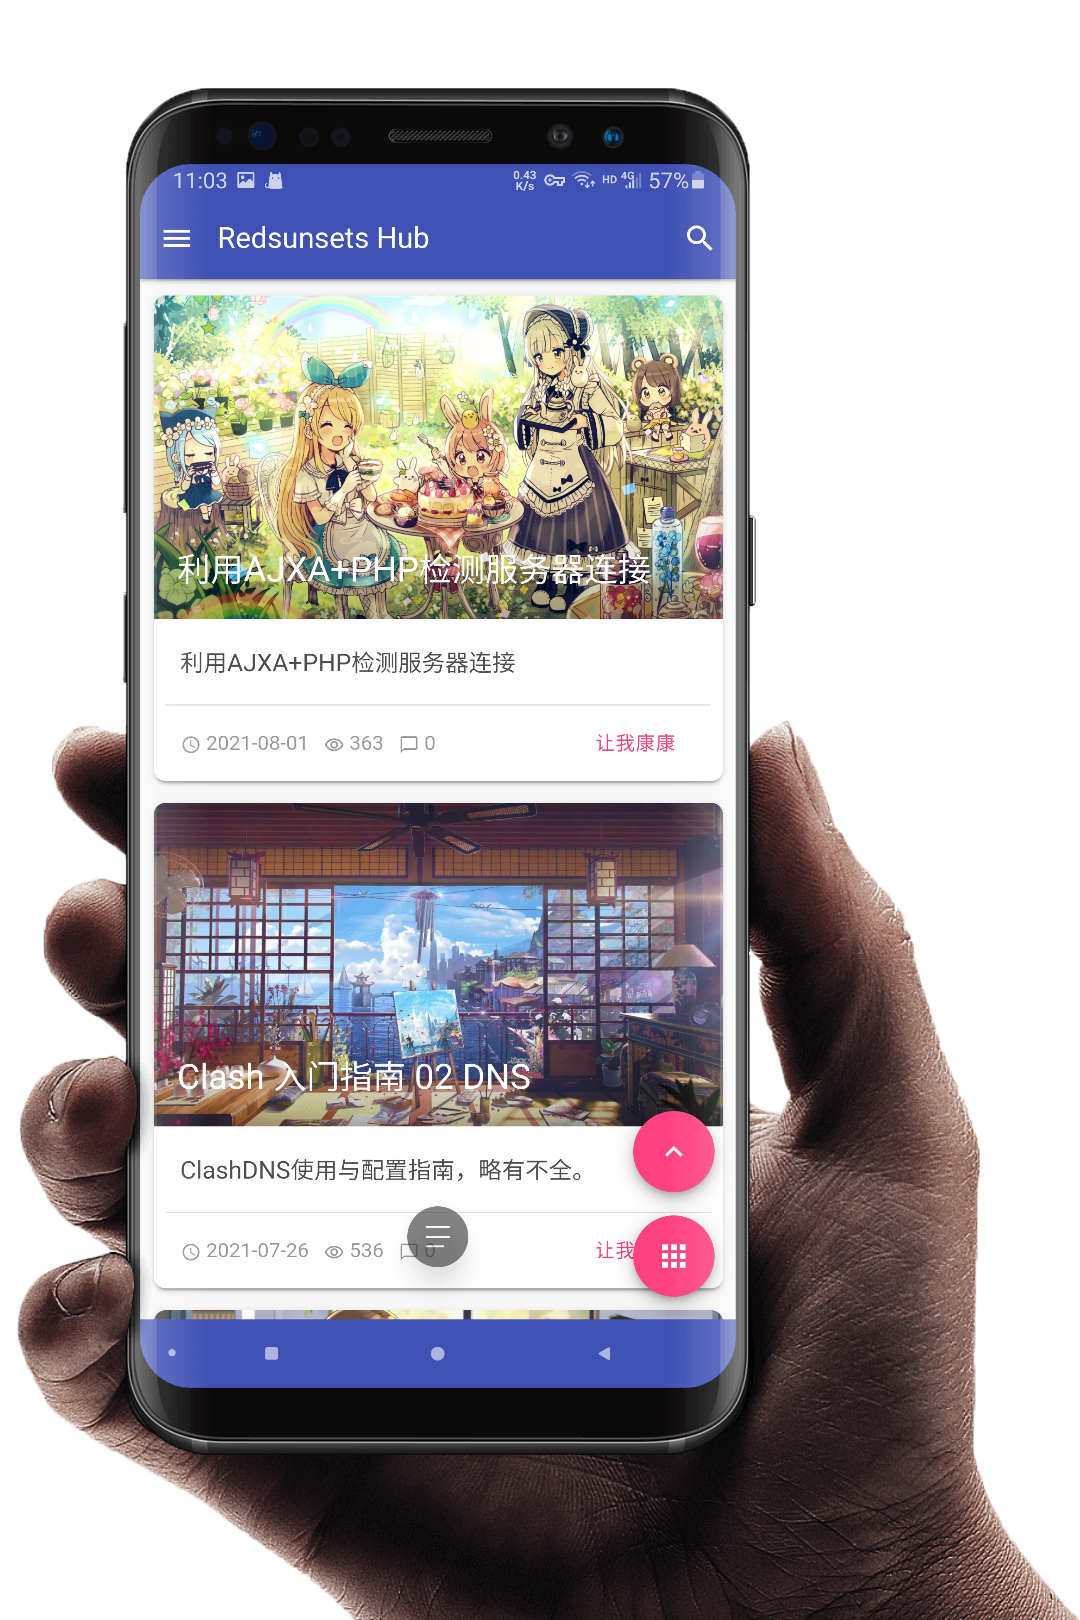 11:03
0.43 K/s
HD 4G 57%
Redsunsets Hub
利用AJXA+PHP检测服务器连接
利用AJXA+PHP检测服务器连接
2021-08-01 363 0 让我康康
Clash 入门指南 02 DNS
ClashDNS使用与配置指南，略有不全。
2021-07-26 536 0 让我